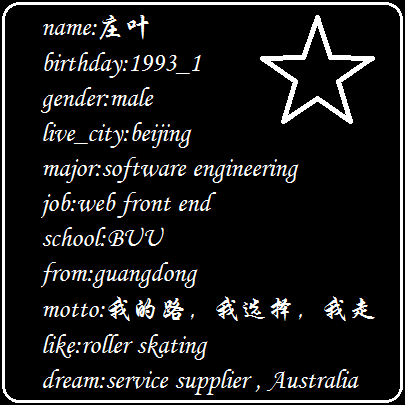 name:庄叶
birthday:1993_1
gender:male
live_city:beijing
major:software engineering
job:web front end
school:BUU
from:guangdong
motto:我的路，我选择，我走
like:roller skating
dream:service supplier , Australia